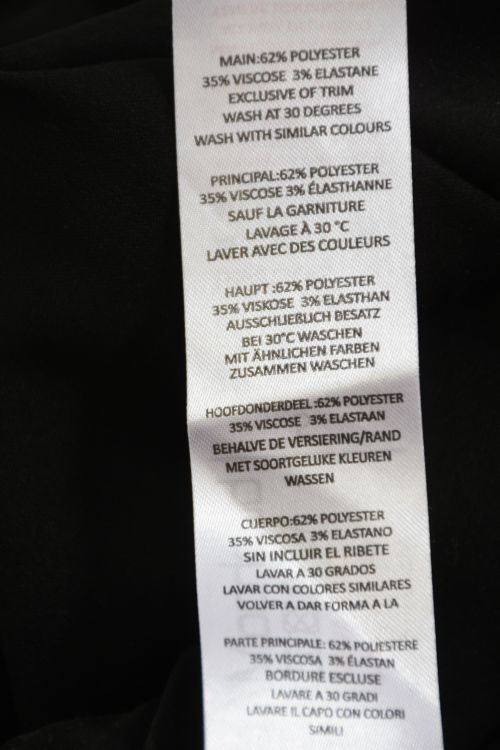 MAIN:62% POLYESTER
35% VISCOSE 3% ELASTANE
EXCLUSIVE OF TRIM
WASH AT 30 DEGREES
WASH WITH SIMILAR COLOURS
PRINCIPAL:62% POLYESTER
35% VISCOSE 3% ÉLASTHANNE
SAUF LA GARNITURE
LAVAGE À 30 °C
LAVER AVEC DES COULEURS
HAUPT :62% POLYESTER
35% VISKOSE 3% ELASTHAN
AUSSCHLIEßLICH BESATZ
BEI 30°C WASCHEN
MIT ÄHNLICHEN FARBEN
ZUSAMMEN WASCHEN
HOOFDONDERDEEL :62% POLYESTER
35% VISCOSE 3% ELASTAAN
BEHALVE DE VERSIERING/RAND
MET SOORTGELIJKE KLEUREN
WASSEN
CUERPO:62% POLYESTER
35% VISCOSA 3% ELASTANO
SIN INCLUIR EL RIBETE
LAVAR A 30 GRADOS
LAVAR CON COLORES SIMILARES
VOLVER A DAR FORMA A LA
PARTE PRINCIPALE: 62% POLIESTERE
35% VISCOSA 3% ÉLASTAN
BORDURE ESCLUSE
LAVARE A 30 GRADI
LAVARE IL CAPO CON COLORI
SIMILI